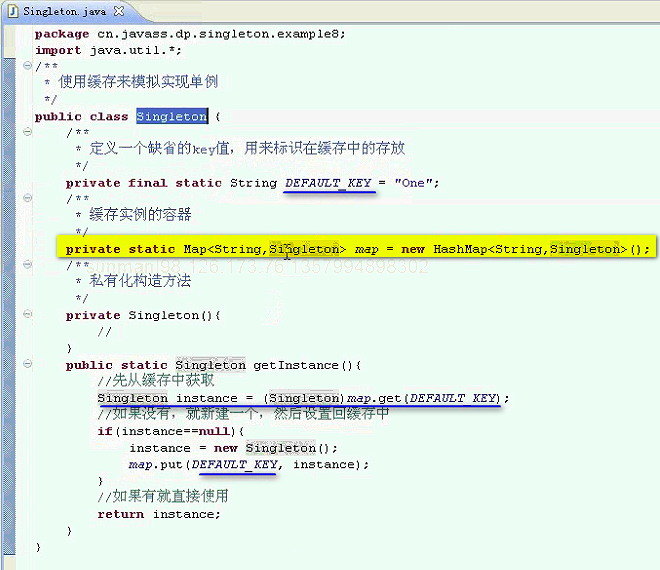 Singleton.java
package cn.javass.dp.singleton.example8;
import java.util.*;
/**
 * 使用缓存来模拟实现单例
 */
public class Singleton {
    /**
     * 定义一个缺省的key值，用来标识在缓存中的存放
     */
    private final static String DEFAULT_KEY = "One";
    /**
     * 缓存实例的容器
     */
    private static Map<String,Singleton> map = new HashMap<String,Singleton>();
    /**
     * 私有化构造方法
     */
    private Singleton(){
        //
    }
    public static Singleton getInstance(){
        //先从缓存中获取
        Singleton instance = (Singleton)map.get(DEFAULT_KEY);
        //如果没有，就新建一个，然后设置回缓存中
        if(instance==null){
            instance = new Singleton();
            map.put(DEFAULT_KEY, instance);
        }
        //如果有就直接使用
        return instance;
    }
}